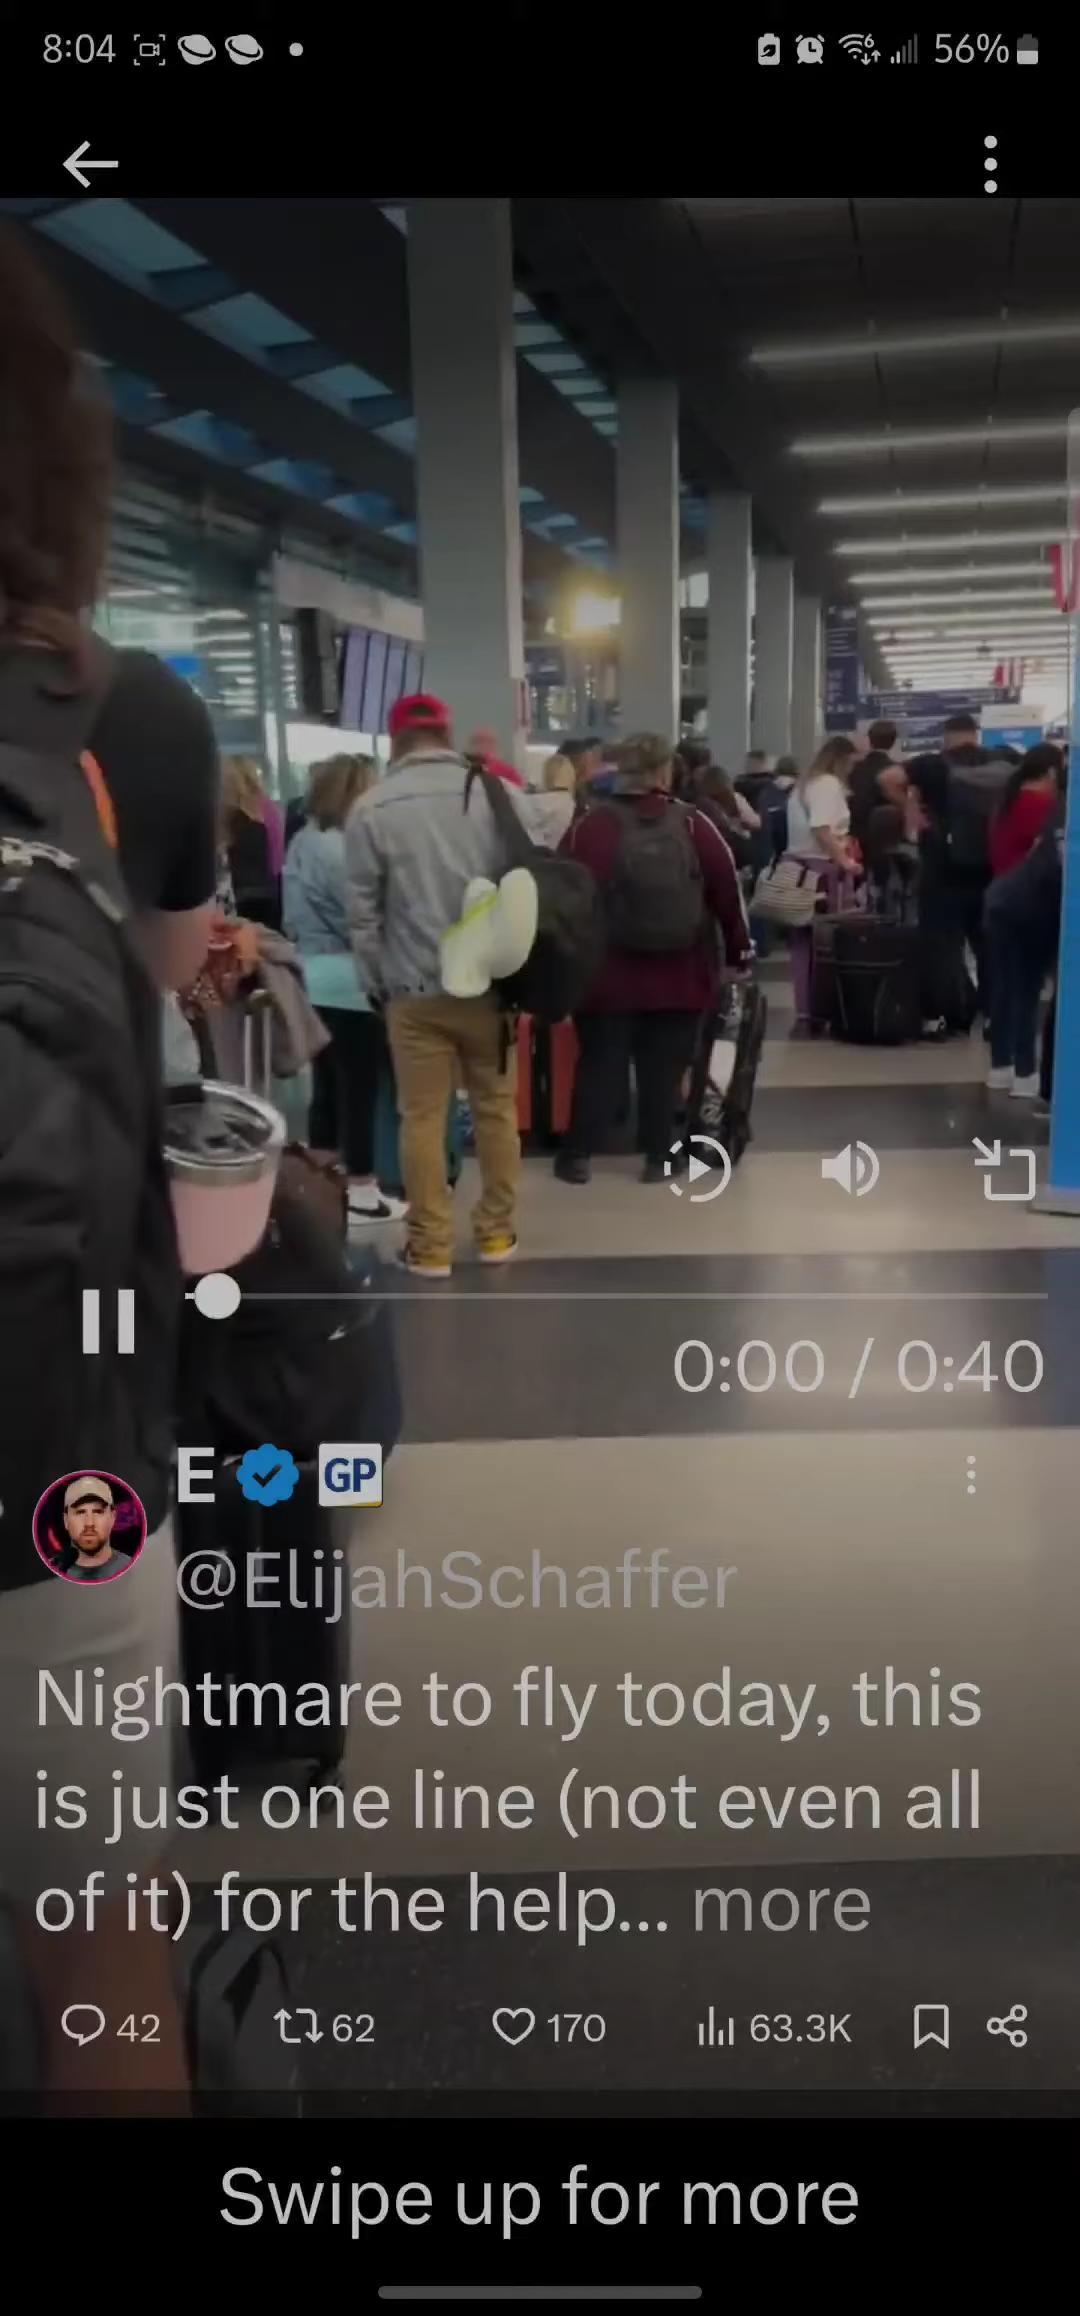 8:04
56%
0:00 / 0:40
E GP
@ElijahSchaffer
Nightmare to fly today, this
is just one line (not even all
of it) for the help... more
42 62 170 63.3K
Swipe up for more